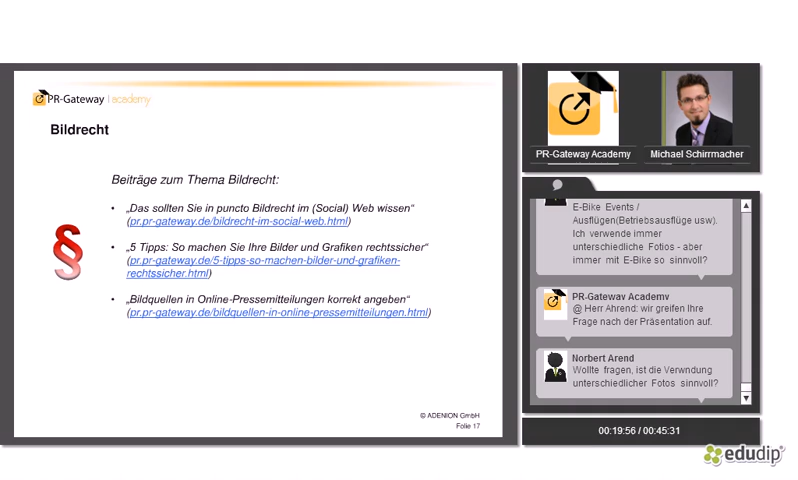 PR-Gateway | academy
Bildrecht
Beiträge zum Thema Bildrecht:
• „Das sollten Sie in puncto Bildrecht im (Social) Web wissen“
(pr.pr-gateway.de/bildrecht-im-social-web.html)
• „5 Tipps: So machen Sie Ihre Bilder und Grafiken rechtssicher“
(pr.pr-gateway.de/5-tipps-so-machen-bilder-und-grafiken-
rechtssicher.html)
• „Bildquellen in Online-Pressemitteilungen korrekt angeben“
(pr.pr-gateway.de/bildquellen-in-online-pressemitteilungen.html)
§
© ADENION GmbH
Folie 17
PR-Gateway Academy
Michael Schirrmacher
E-Bike Events /
Ausflügen(Betriebsausflüge usw).
Ich verwende immer
unterschiedliche Fotios - aber
immer mit E-Bike so sinnvoll?
PR-Gateway Academy
@ Herr Ahrend: wir greifen Ihre
Frage nach der Präsentation auf.
Norbert Arend
Wollte fragen, ist die Verwndung
unterschiedlicher Fotos sinnvoll?
00:19:56 / 00:45:31
edudip